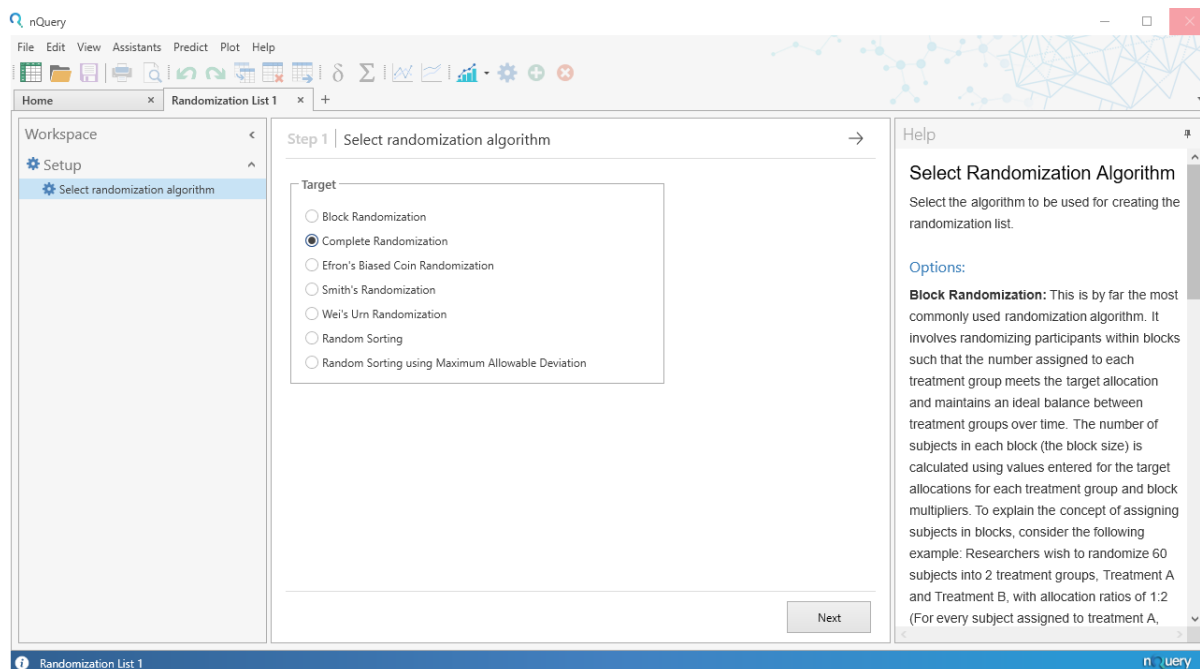 nQuery
File Edit View Assistants Predict Plot Help
Home × Randomization List 1 × +
Workspace
Setup
Select randomization algorithm
Step 1 Select randomization algorithm
Target
Block Randomization
Complete Randomization
Efron's Biased Coin Randomization
Smith's Randomization
Wei's Urn Randomization
Random Sorting
Random Sorting using Maximum Allowable Deviation
Next
Help
Select Randomization Algorithm
Select the algorithm to be used for creating the
randomization list.
Options:
Block Randomization: This is by far the most
commonly used randomization algorithm. It
involves randomizing participants within blocks
such that the number assigned to each
treatment group meets the target allocation
and maintains an ideal balance between
treatment groups over time. The number of
subjects in each block (the block size) is
calculated using values entered for the target
allocations for each treatment group and block
multipliers. To explain the concept of assigning
subjects in blocks, consider the following
example: Researchers wish to randomize 60
subjects into 2 treatment groups, Treatment A
and Treatment B, with allocation ratios of 1:2
(For every subject assigned to treatment A,
Randomization List 1
nQuery